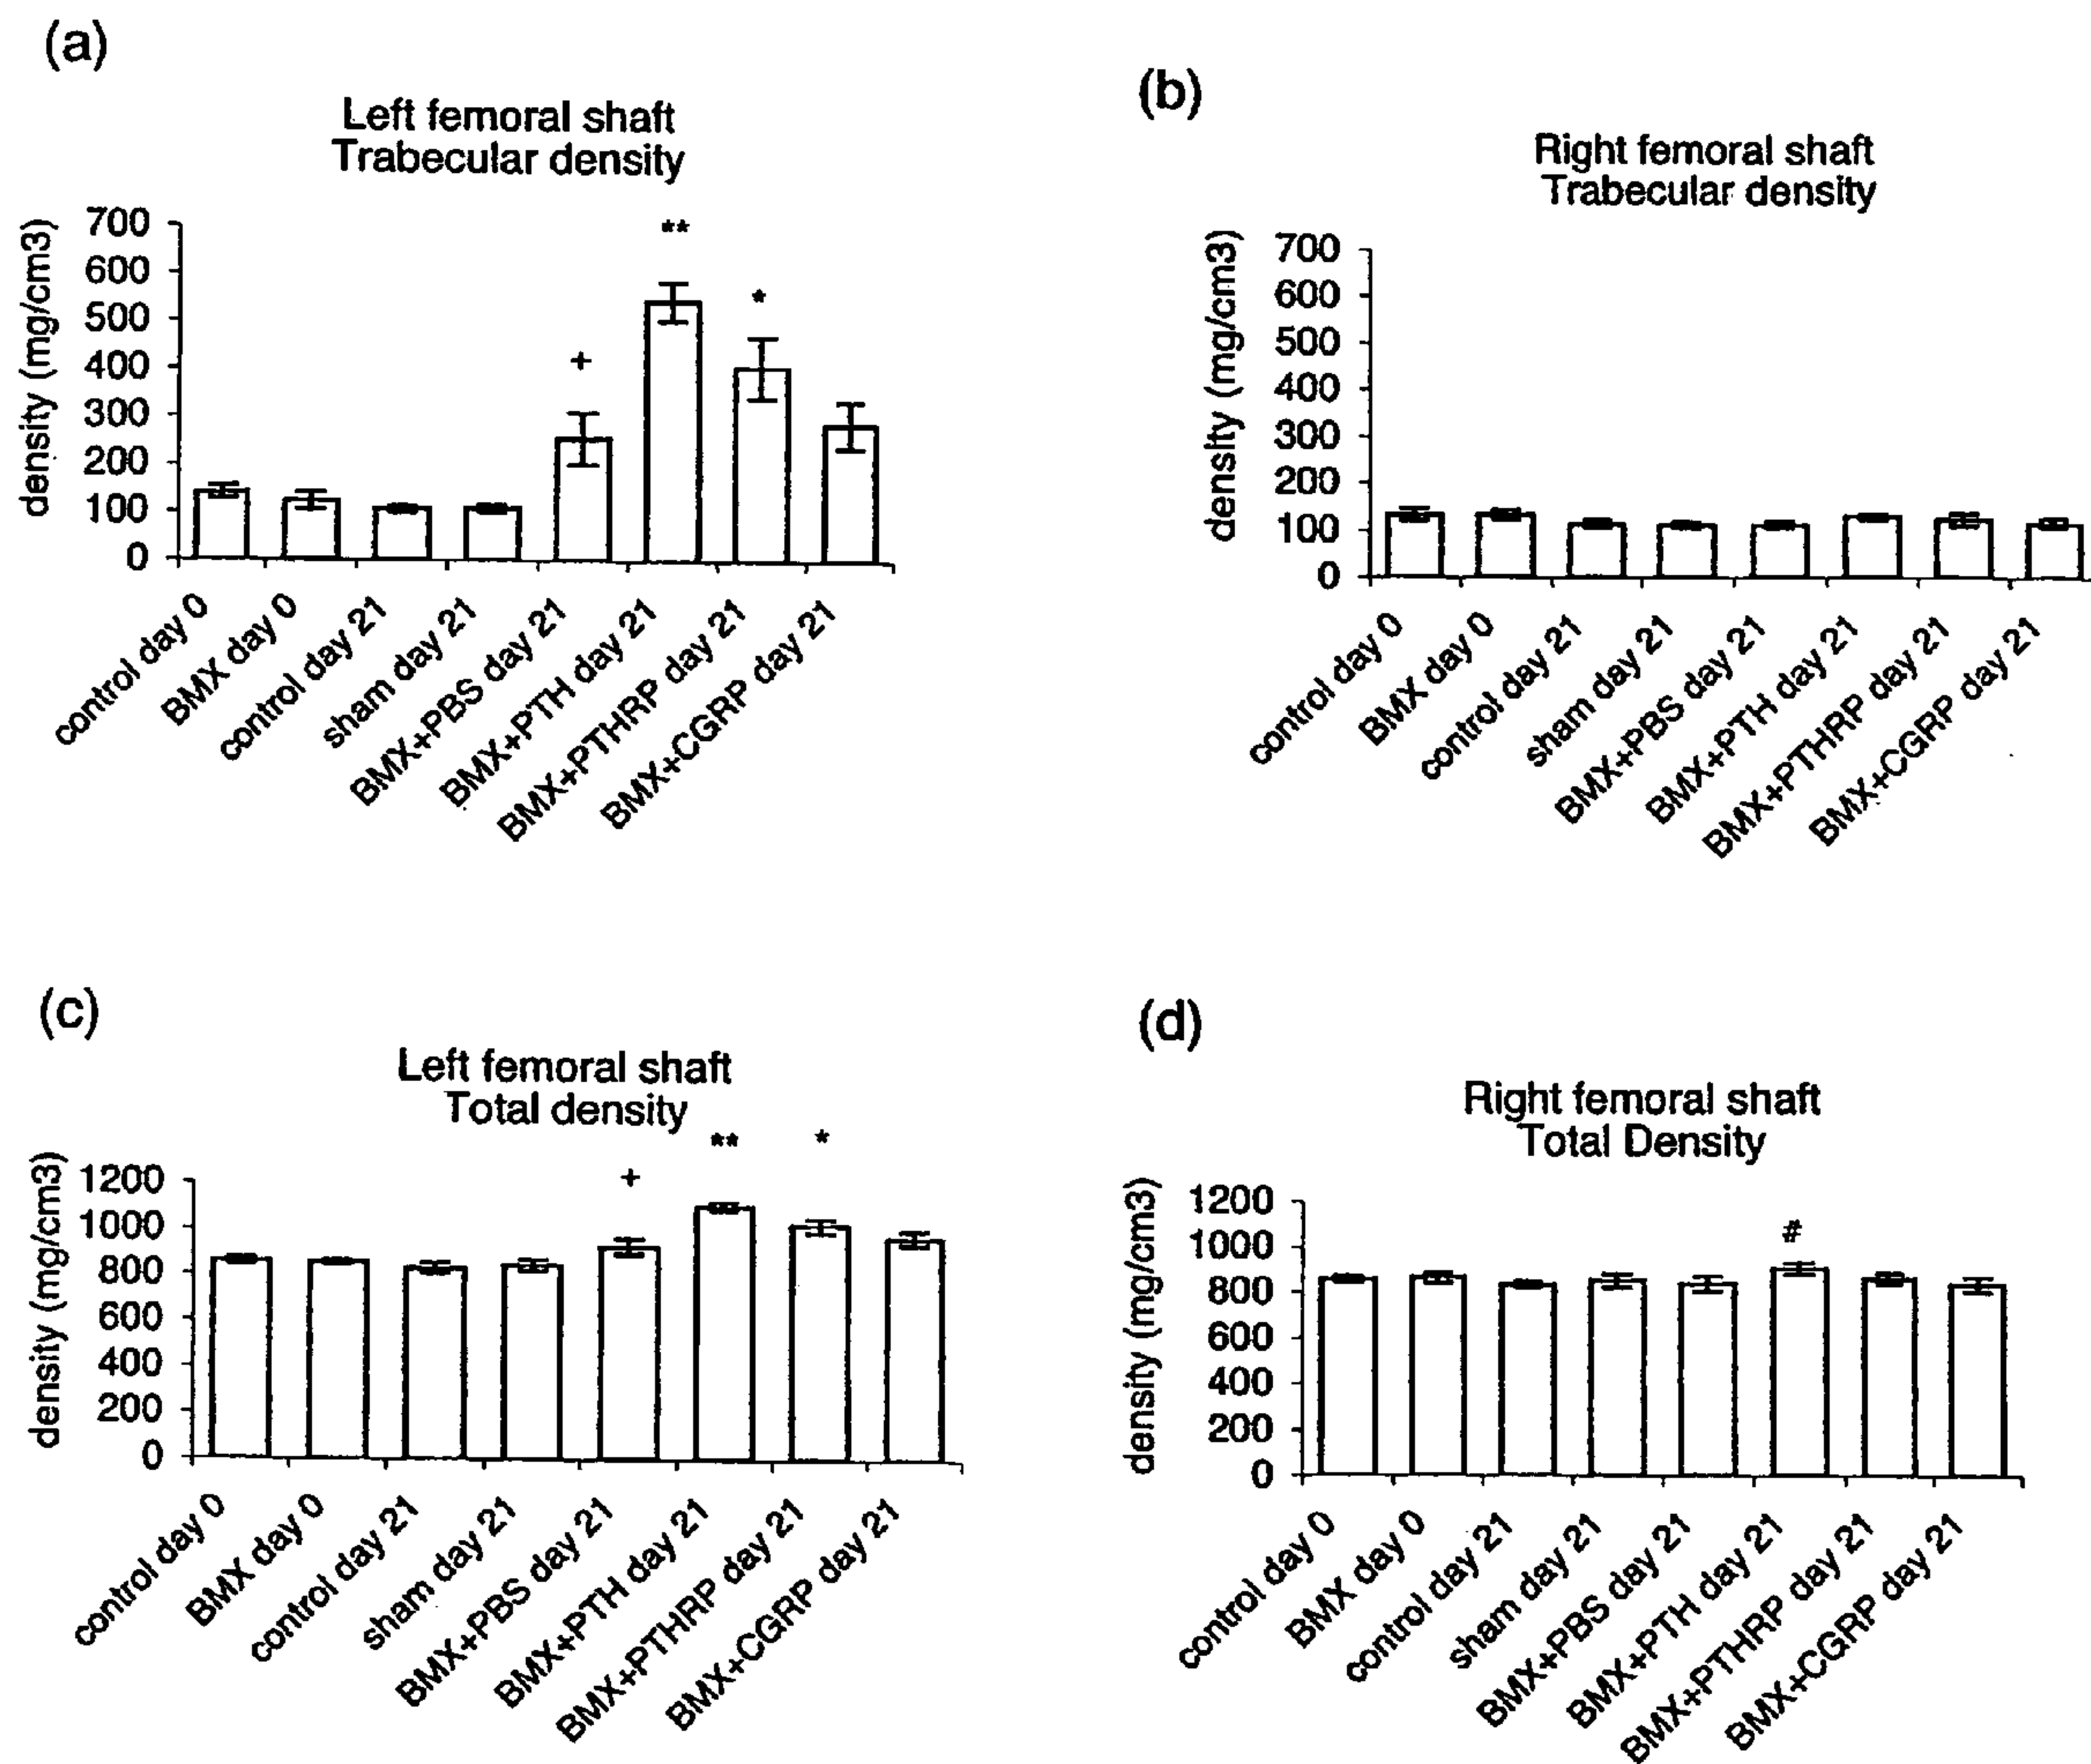 (a)
Left femoral shaft
Trabecular density
density (mg/cm3)
700
600
500
400
300
200
100
0
**
*
+
control day 0
BMX day 0
control day 21
sham day 21
BMX+PBS day 21
BMX+PTH day 21
BMX+PTHRP day 21
BMX+CGRP day 21
(b)
Right femoral shaft
Trabecular density
density (mg/cm3)
700
600
500
400
300
200
100
0
control day 0
BMX day 0
control day 21
sham day 21
BMX+PBS day 21
BMX+PTH day 21
BMX+PTHRP day 21
BMX+CGRP day 21
(c)
Left femoral shaft
Total density
density (mg/cm3)
1200
1000
800
600
400
200
0
+
**
*
control day 0
BMX day 0
control day 21
sham day 21
BMX+PBS day 21
BMX+PTH day 21
BMX+PTHRP day 21
BMX+CGRP day 21
(d)
Right femoral shaft
Total Density
density (mg/cm3)
1200
1000
800
600
400
200
0
#
control day 0
BMX day 0
control day 21
sham day 21
BMX+PBS day 21
BMX+PTH day 21
BMX+PTHRP day 21
BMX+CGRP day 21